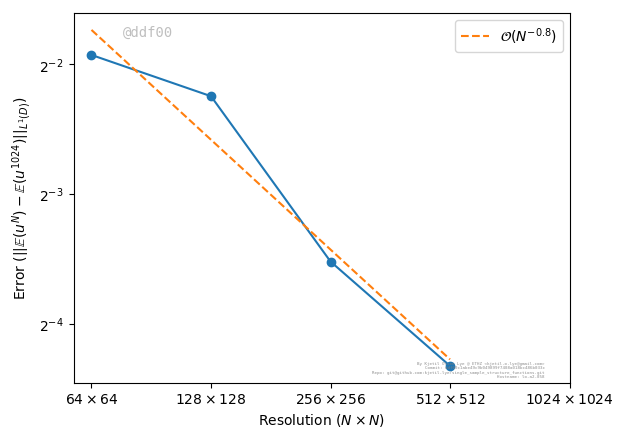 @ddf00
𝒪(N^−0.8)
2^−2
2^−3
2^−4
Error (||𝔼(u^N) − 𝔼(u^1024)||_L^1(D))
64 × 64
128 × 128
256 × 256
512 × 512
1024 × 1024
Resolution (N × N)